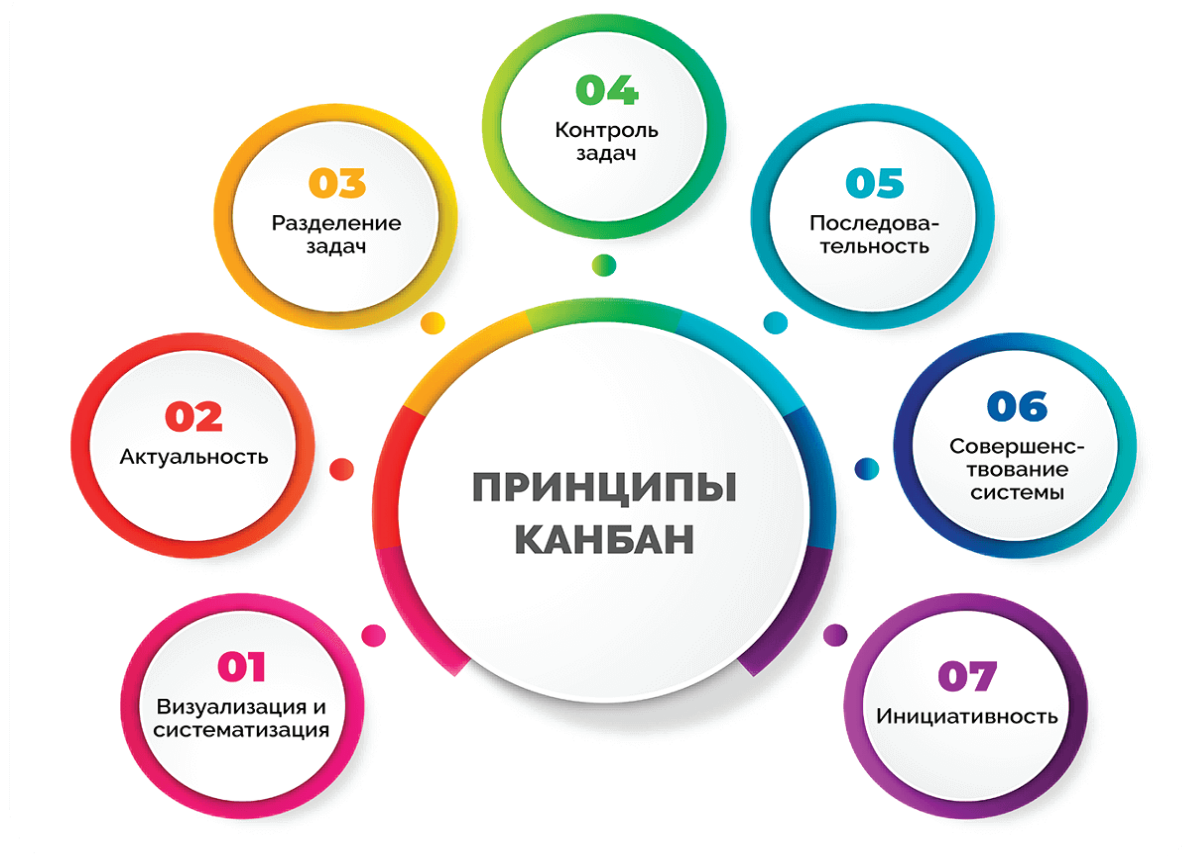 ПРИНЦИПЫ
КАНБАН
01
Визуализация и
систематизация
02
Актуальность
03
Разделение
задач
04
Контроль
задач
05
Последова-
тельность
06
Совершенс-
твование
системы
07
Инициативность